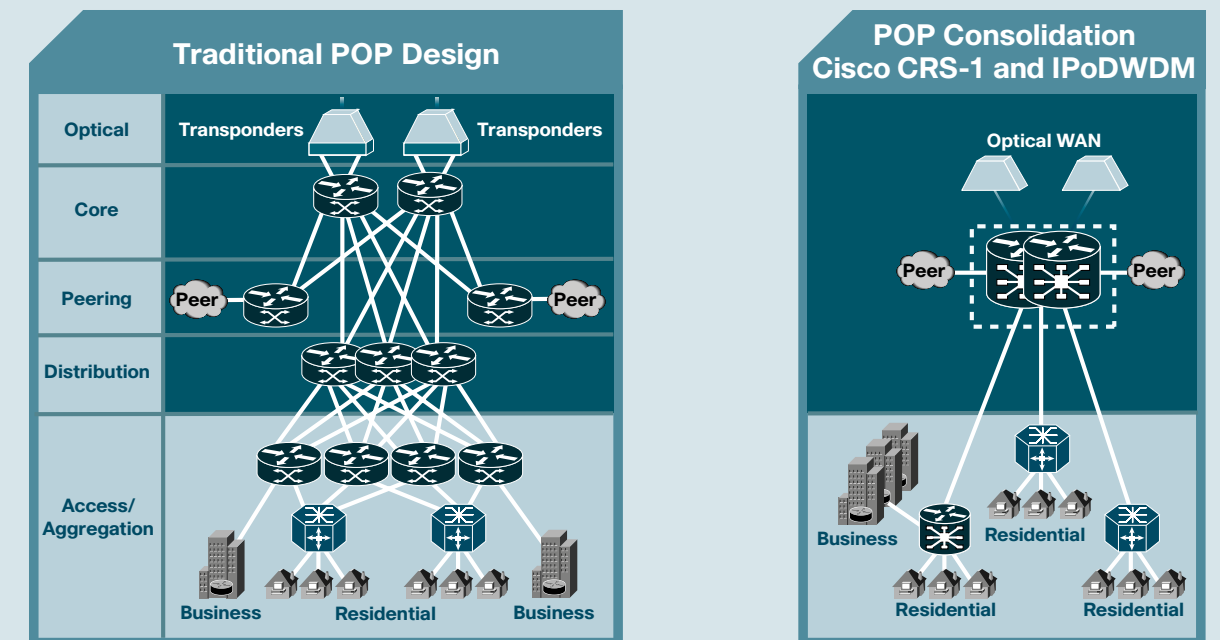 Traditional POP Design
Optical
Transponders
Transponders
Core
Peering
Peer
Peer
Distribution
Access/
Aggregation
Business
Residential
Business
POP Consolidation
Cisco CRS-1 and IPoDWDM
Optical WAN
Peer
Peer
Business
Residential
Residential
Residential